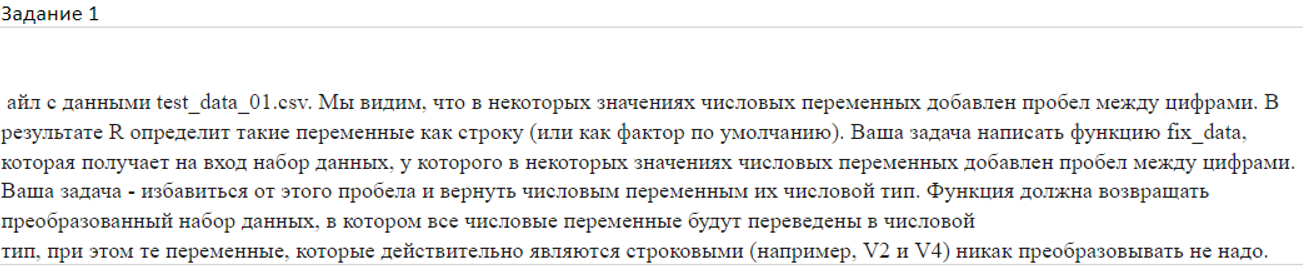 Задание 1
айл с данными test_data_01.csv. Мы видим, что в некоторых значениях числовых переменных добавлен пробел между цифрами. В
результате R определит такие переменные как строку (или как фактор по умолчанию). Ваша задача написать функцию fix_data,
которая получает на вход набор данных, у которого в некоторых значениях числовых переменных добавлен пробел между цифрами.
Ваша задача - избавиться от этого пробела и вернуть числовым переменным их числовой тип. Функция должна возвращать
преобразованный набор данных, в котором все числовые переменные будут переведены в числовой
тип, при этом те переменные, которые действительно являются строковыми (например, V2 и V4) никак преобразовывать не надо.